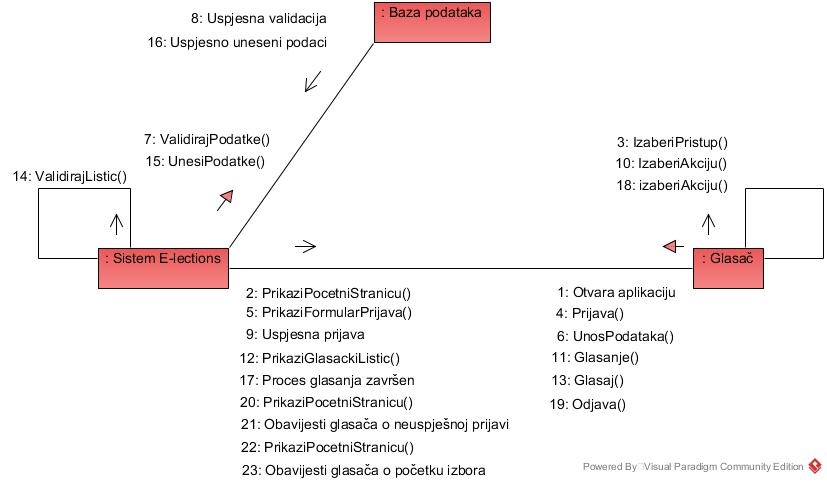 8: Uspjesna validacija
16: Uspjesno uneseni podaci
: Baza podataka
7: ValidirajPodatke()
15: UnesiPodatke()
14: ValidirajListic()
3: IzaberiPristup()
10: IzaberiAkciju()
18: izaberiAkciju()
: Sistem E-lections
: Glasač
2: PrikaziPocetniStranicu()
5: PrikaziFormularPrijava()
9: Uspjesna prijava
12: PrikaziGlasackiListic()
17: Proces glasanja završen
20: PrikaziPocetniStranicu()
21: Obavijesti glasača o neuspješnoj prijavi
22: PrikaziPocetniStranicu()
23: Obavijesti glasača o početku izbora
1: Otvara aplikaciju
4: Prijava()
6: UnosPodataka()
11: Glasanje()
13: Glasaj()
19: Odjava()
Powered By Visual Paradigm Community Edition